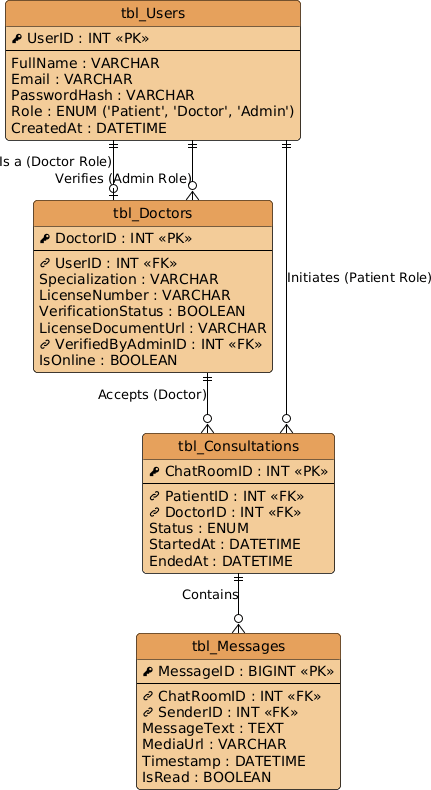 tbl_Users
UserID : INT «PK»
FullName : VARCHAR
Email : VARCHAR
PasswordHash : VARCHAR
Role : ENUM ('Patient', 'Doctor', 'Admin')
CreatedAt : DATETIME
Is a (Doctor Role)
Verifies (Admin Role)
tbl_Doctors
DoctorID : INT «PK»
UserID : INT «FK»
Specialization : VARCHAR
LicenseNumber : VARCHAR
VerificationStatus : BOOLEAN
LicenseDocumentUrl : VARCHAR
VerifiedByAdminID : INT «FK»
IsOnline : BOOLEAN
Initiates (Patient Role)
Accepts (Doctor)
tbl_Consultations
ChatRoomID : INT «PK»
PatientID : INT «FK»
DoctorID : INT «FK»
Status : ENUM
StartedAt : DATETIME
EndedAt : DATETIME
Contains
tbl_Messages
MessageID : BIGINT «PK»
ChatRoomID : INT «FK»
SenderID : INT «FK»
MessageText : TEXT
MediaUrl : VARCHAR
Timestamp : DATETIME
IsRead : BOOLEAN